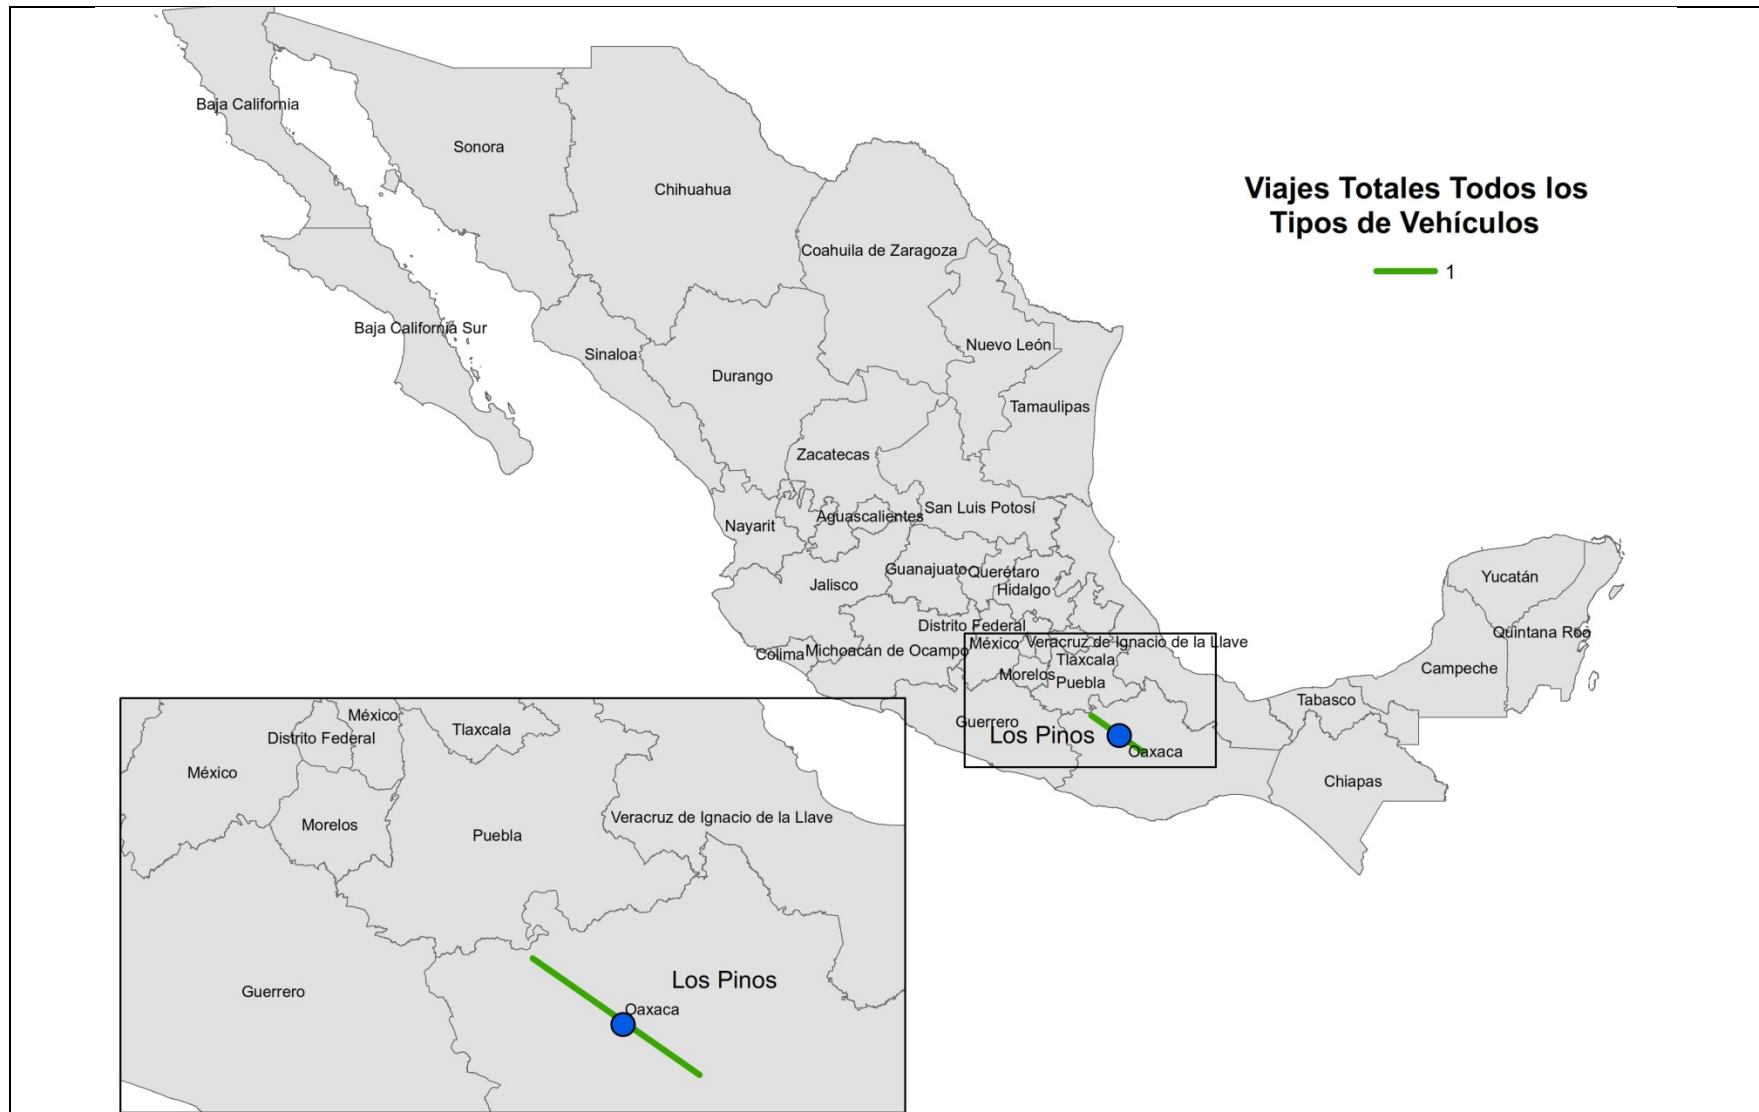 Baja California
Sonora
Chihuahua
Viajes Totales Todos los
Tipos de Vehículos
1
Coahuila de Zaragoza
Baja California Sur
Sinaloa
Nuevo León
Durango
Tamaulipas
Zacatecas
San Luis Potosí
Aguascalientes
Nayarit
Guanajuato
Querétaro
Jalisco
Hidalgo
Yucatán
Distrito Federal
Quintana Roo
México
Veracruz de Ignacio de la Llave
Colima
Michoacán de Ocampo
Tlaxcala
Campeche
Morelos
Puebla
Tabasco
Guerrero
Los Pinos
Oaxaca
Chiapas
México
Tlaxcala
Distrito Federal
México
Morelos
Veracruz de Ignacio de la Llave
Puebla
Los Pinos
Guerrero
Oaxaca